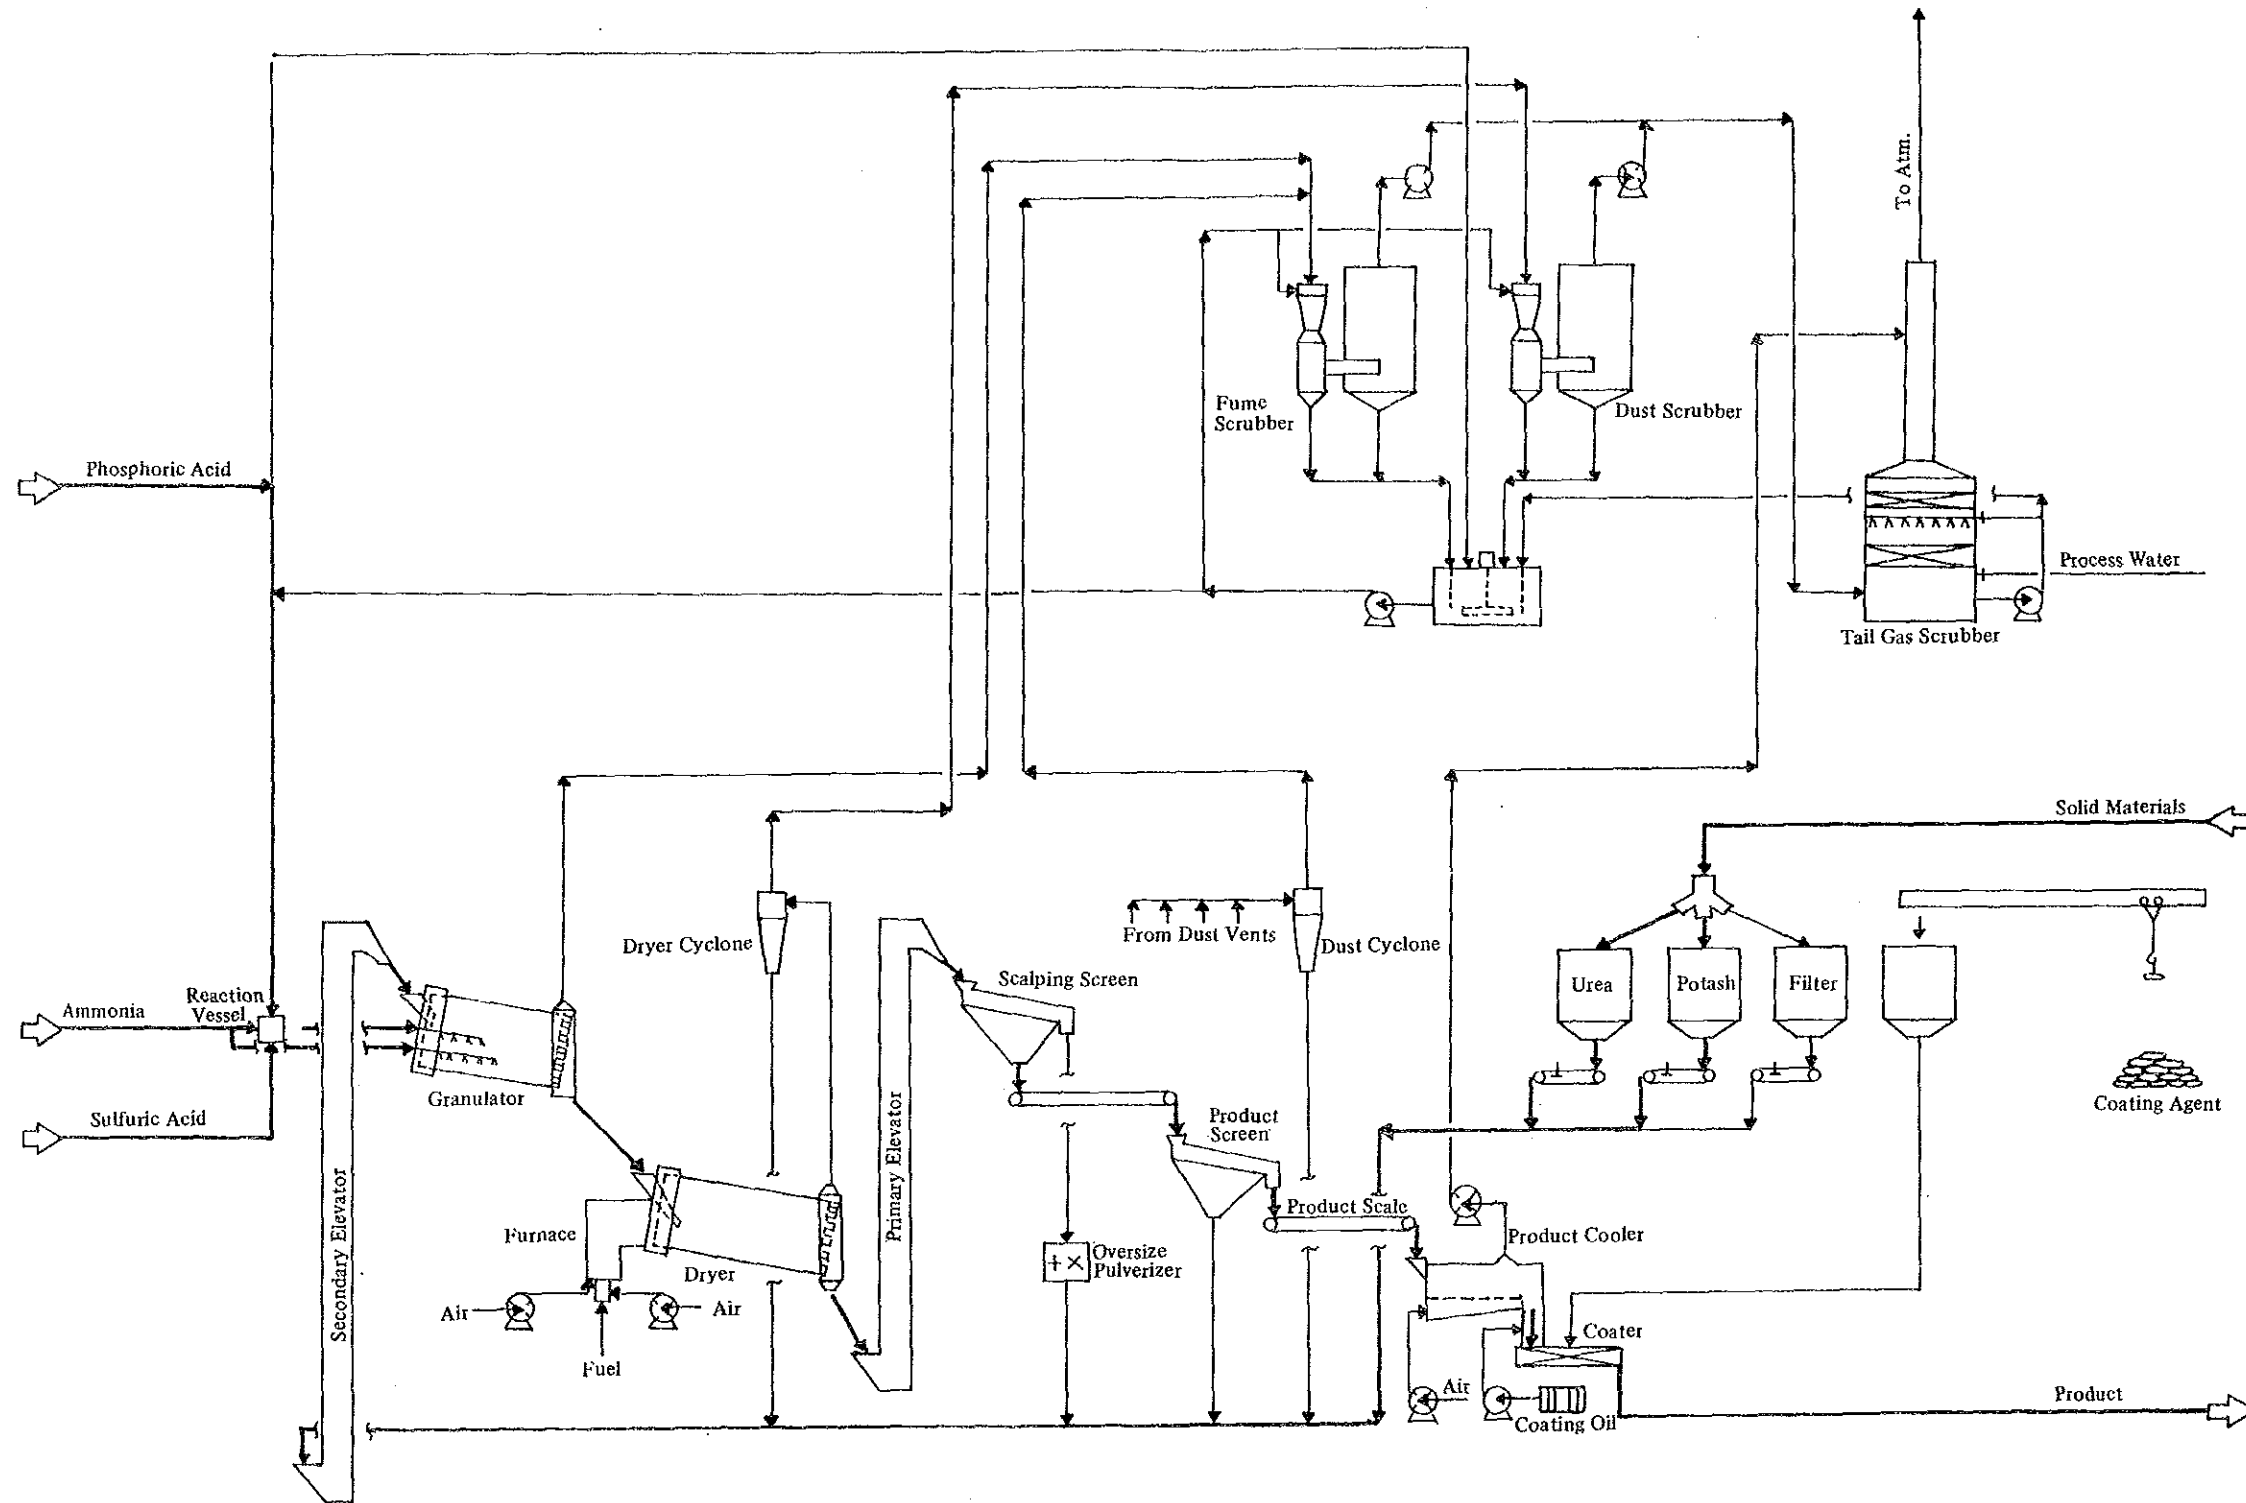 To Atm.
Fume
Scrubber
Dust Scrubber
Phosphoric Acid
Process Water
Tail Gas Scrubber
Solid Materials
Dryer Cyclone
From Dust Vents
Dust Cyclone
Scalping Screen
Urea
Potash
Filter
Ammonia
Reaction
Vessel
Granulator
Coating Agent
Sulfuric Acid
Product
Screen
Secondary Elevator
Primary Elevator
Furnace
Dryer
Product Scale
Product Cooler
Oversize
Pulverizer
Air
Air
Fuel
Coater
Air
Coating Oil
Product